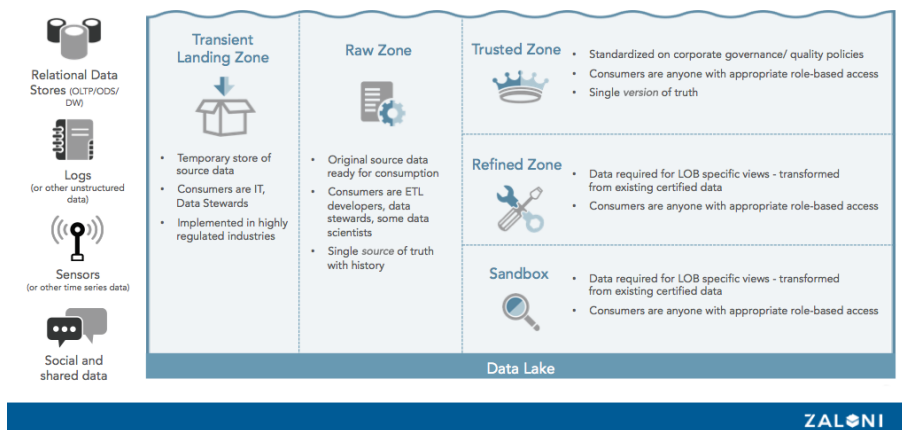 Relational Data
Stores (OLTP/ODS/
DW)
Logs
(or other unstructured
data)
Sensors
(or other time series data)
Social and
shared data
Transient
Landing Zone
• Temporary store of
source data
• Consumers are IT,
Data Stewards
• Implemented in highly
regulated industries
Raw Zone
• Original source data
ready for consumption
• Consumers are ETL
developers, data
stewards, some data
scientists
• Single source of truth
with history
Trusted Zone
• Standardized on corporate governance/ quality policies
• Consumers are anyone with appropriate role-based access
• Single version of truth
Refined Zone
• Data required for LOB specific views - transformed
from existing certified data
• Consumers are anyone with appropriate role-based access
Sandbox
• Data required for LOB specific views - transformed
from existing certified data
• Consumers are anyone with appropriate role-based access
Data Lake
ZALONI